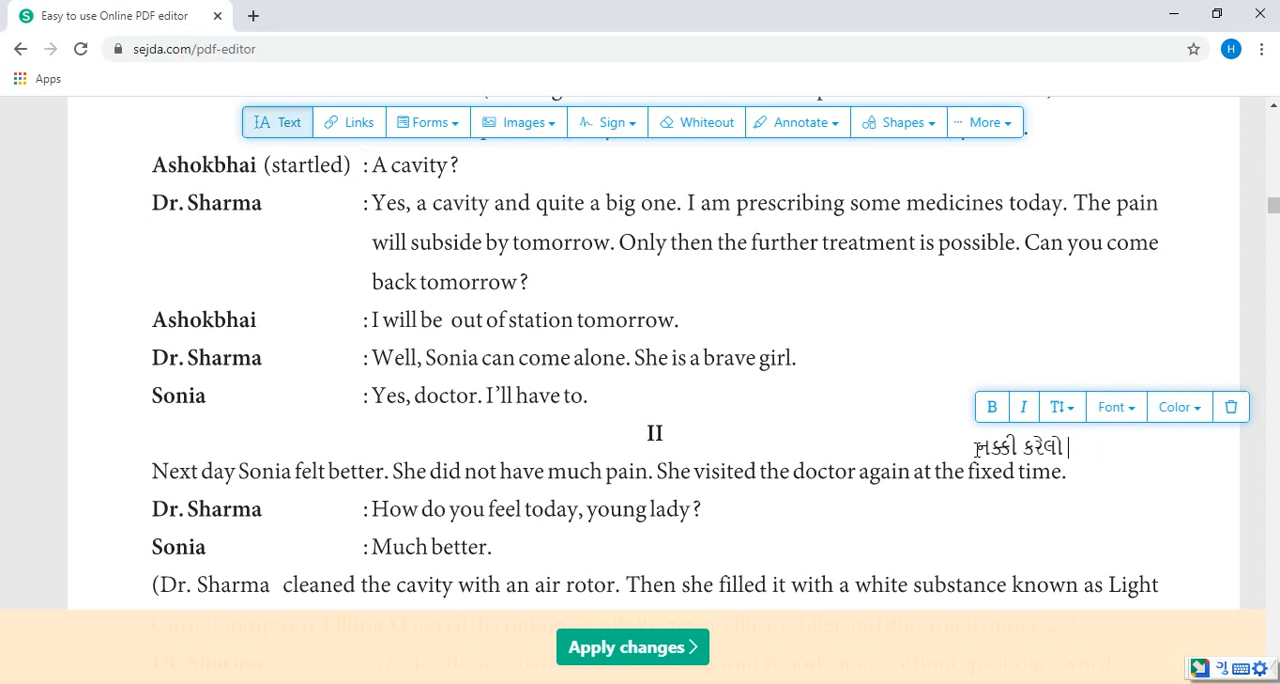 Easy to use Online PDF editor
sejda.com/pdf-editor
H
Apps
Text Links Forms Images Sign Whiteout Annotate Shapes More
Ashokbhai (startled) : A cavity?
Dr. Sharma : Yes, a cavity and quite a big one. I am prescribing some medicines today. The pain
will subside by tomorrow. Only then the further treatment is possible. Can you come
back tomorrow?
Ashokbhai : I will be out of station tomorrow.
Dr. Sharma : Well, Sonia can come alone. She is a brave girl.
Sonia : Yes, doctor. I'll have to.
B I Font Color
II
નક્કી કરેલો
Next day Sonia felt better. She did not have much pain. She visited the doctor again at the fixed time.
Dr. Sharma : How do you feel today, young lady?
Sonia : Much better.
(Dr. Sharma cleaned the cavity with an air rotor. Then she filled it with a white substance known as Light
Apply changes